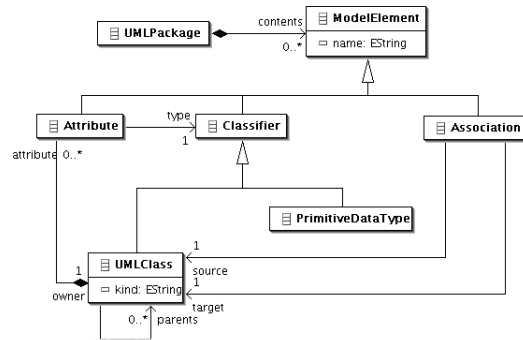 contents
ModelElement
UMLPackage
name: EString
0..*
type
Attribute
Classifier
Association
1
attribute
0..*
PrimitiveDataType
1
1
UMLClass
source
kind: EString
1
owner
target
0..*
parents